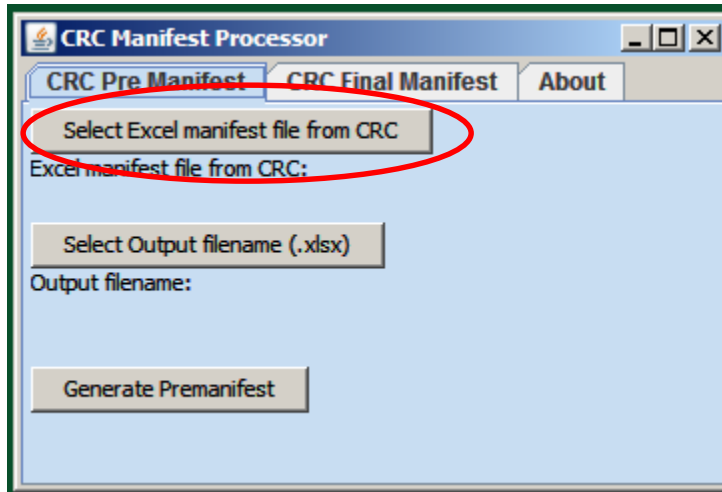 CRC Manifest Processor
CRC Pre Manifest CRC Final Manifest About
Select Excel manifest file from CRC
Excel manifest file from CRC:
Select Output filename (.xlsx)
Output filename:
Generate Premanifest